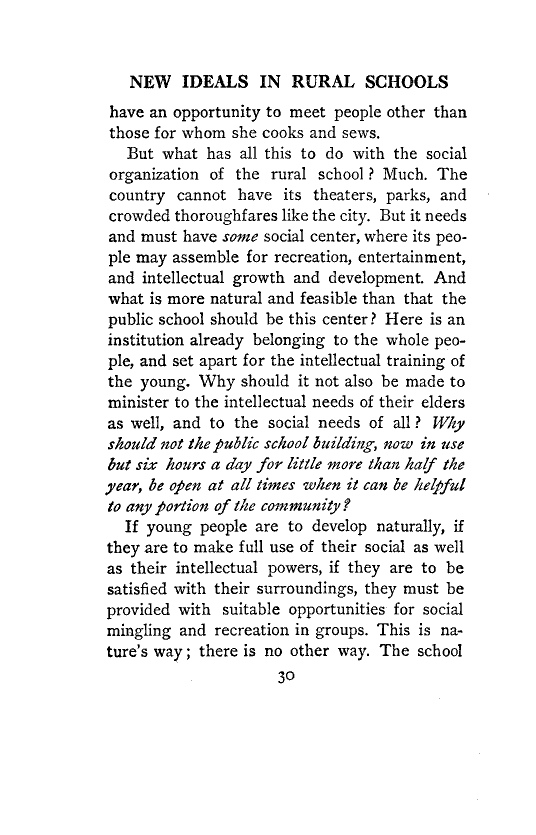 NEW IDEALS IN RURAL SCHOOLS
have an opportunity to meet people other than
those for whom she cooks and sews.
But what has all this to do with the social
organization of the rural school? Much. The
country cannot have its theaters, parks, and
crowded thoroughfares like the city. But it needs
and must have some social center, where its peo-
ple may assemble for recreation, entertainment,
and intellectual growth and development. And
what is more natural and feasible than that the
public school should be this center? Here is an
institution already belonging to the whole peo-
ple, and set apart for the intellectual training of
the young. Why should it not also be made to
minister to the intellectual needs of their elders
as well, and to the social needs of all? Why
should not the public school building, now in use
but six hours a day for little more than half the
year, be open at all times when it can be helpful
to any portion of the community?
If young people are to develop naturally, if
they are to make full use of their social as well
as their intellectual powers, if they are to be
satisfied with their surroundings, they must be
provided with suitable opportunities for social
mingling and recreation in groups. This is na-
ture's way; there is no other way. The school
30